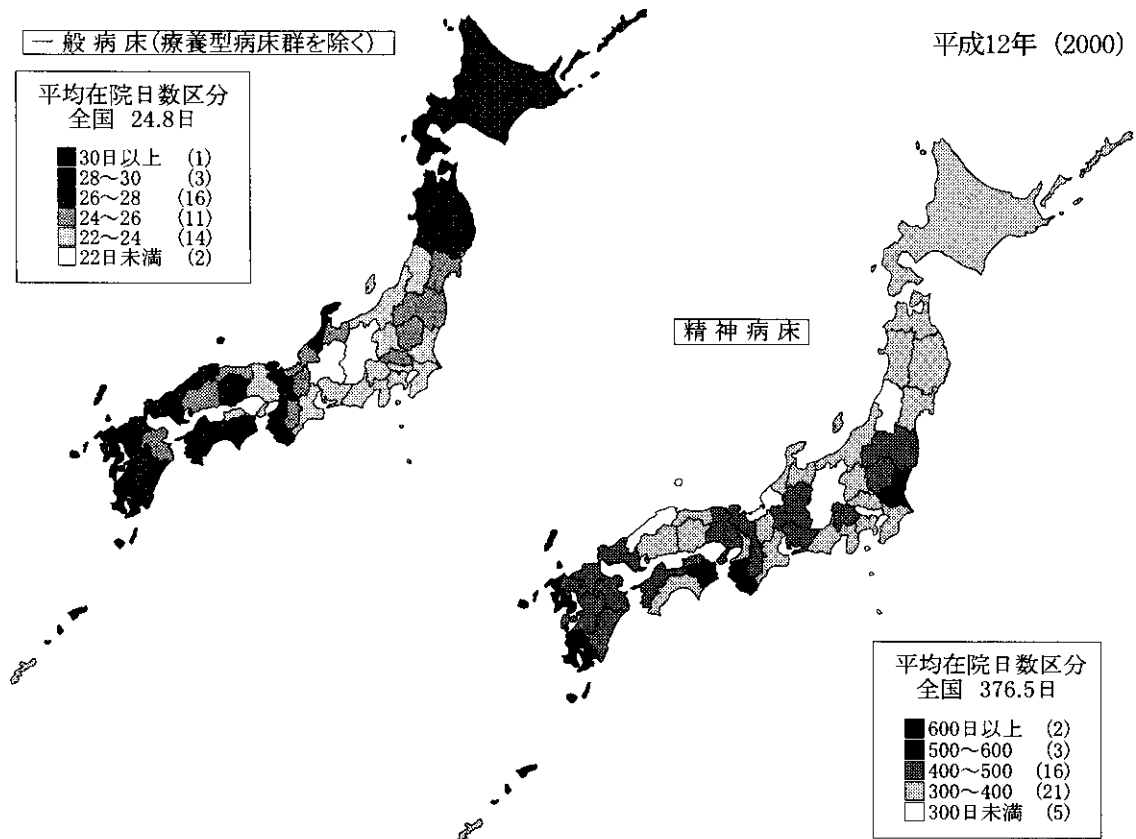 一般病床(療養型病床群を除く)
平成12年 (2000)
平均在院日数区分
全国 24.8日
30日以上 (1)
28～30 (3)
26～28 (16)
24～26 (11)
22～24 (14)
22日未満 (2)
精神病床
平均在院日数区分
全国 376.5日
600日以上 (2)
500～600 (3)
400～500 (16)
300～400 (21)
300日未満 (5)